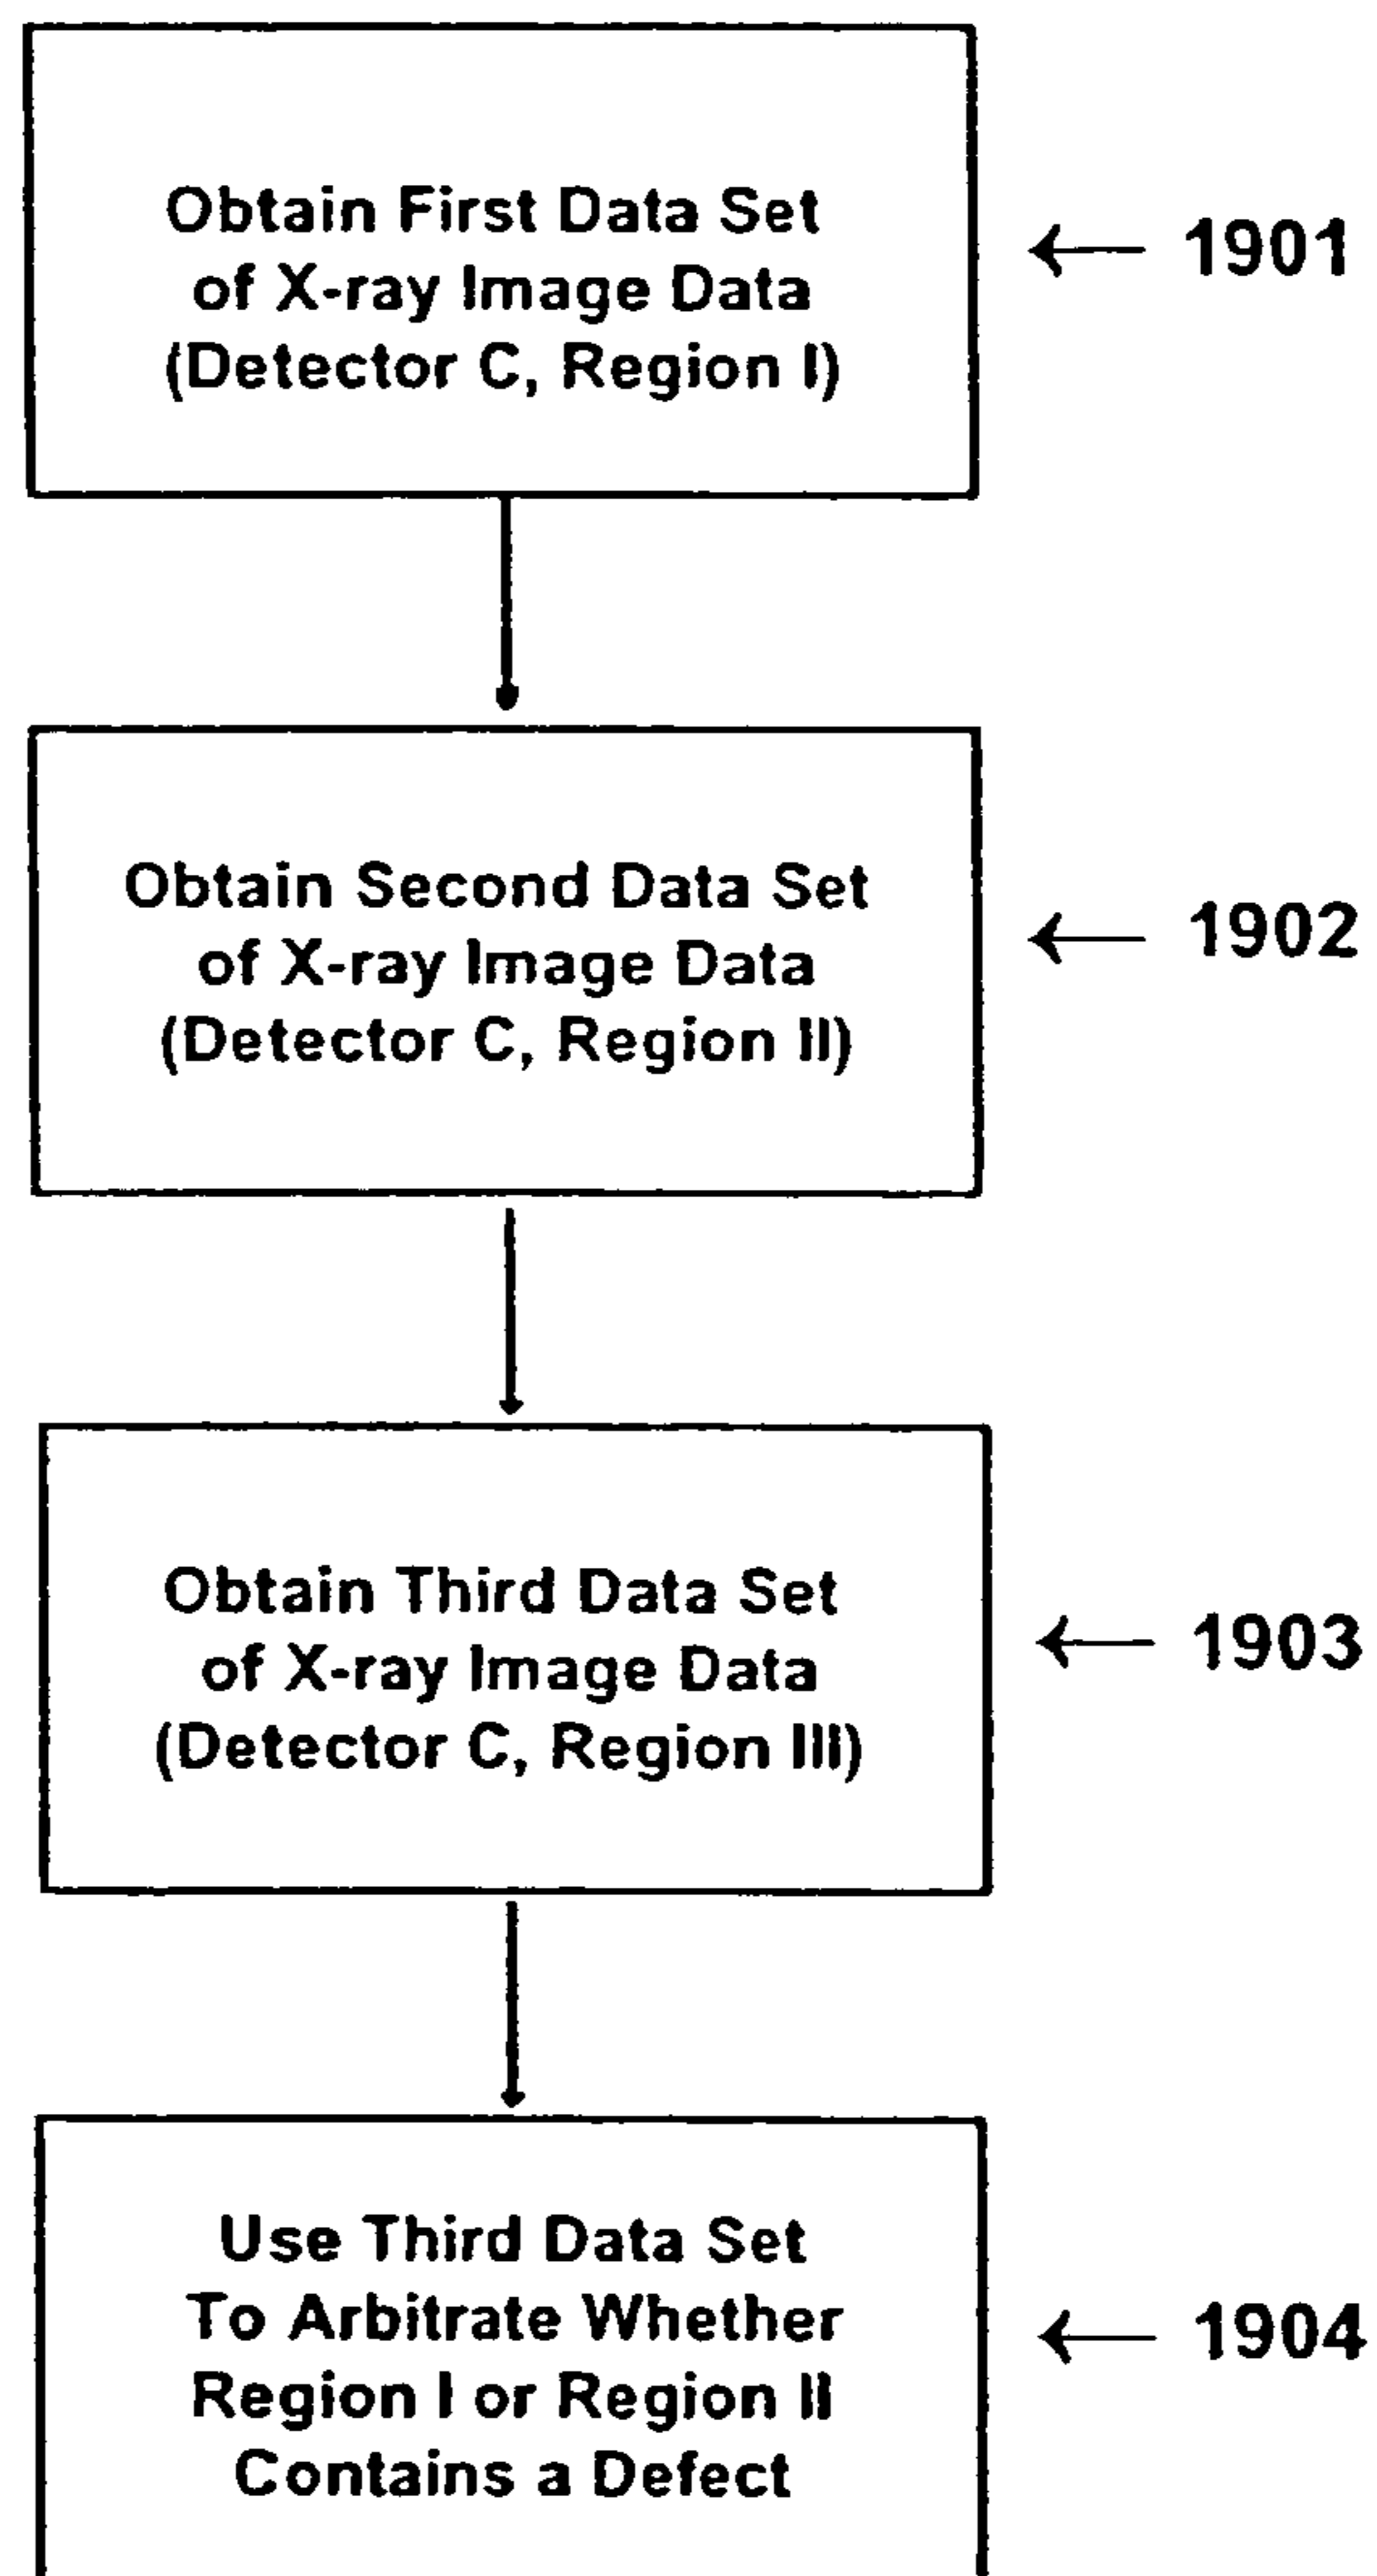 Obtain First Data Set
of X-ray Image Data
(Detector C, Region I)
1901
Obtain Second Data Set
of X-ray Image Data
(Detector C, Region II)
1902
Obtain Third Data Set
of X-ray Image Data
(Detector C, Region III)
1903
Use Third Data Set
To Arbitrate Whether
Region I or Region II
Contains a Defect
1904